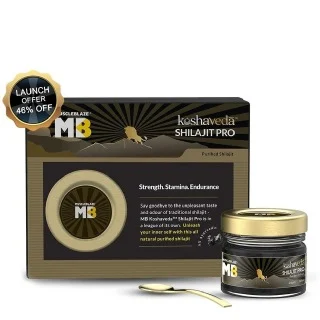 LAUNCH
OFFER
46% OFF
MUSCLEBLAZE
MB
koshaveda
SHILAJIT PRO
Purified Shilajit
Strength. Stamina. Endurance
Say goodbye to the unpleasant taste
and odour of traditional shilajit -
MB Koshaveda™ Shilajit Pro is in
a league of its own. Unleash
your inner self with this all
natural purified shilajit
MB
koshaveda
SHILAJIT PRO